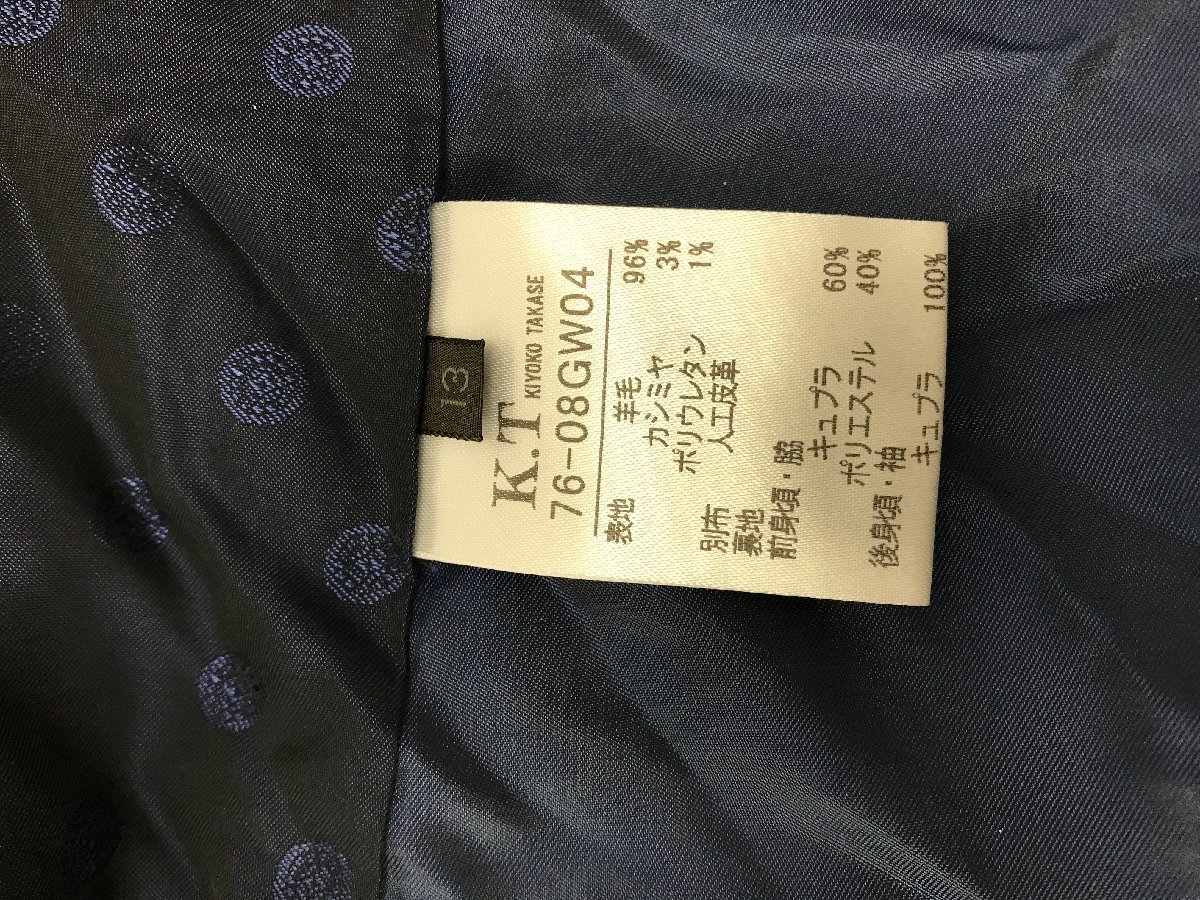 13
K.T KIYOKO TAKASE
76-08GW04
表地
羊毛 96%
カシミヤ 3%
ポリウレタン 1%
別布 人工皮革
裏地
前身頃・脇
キュプラ 60%
ポリエステル 40%
後身頃・袖
キュプラ 100%